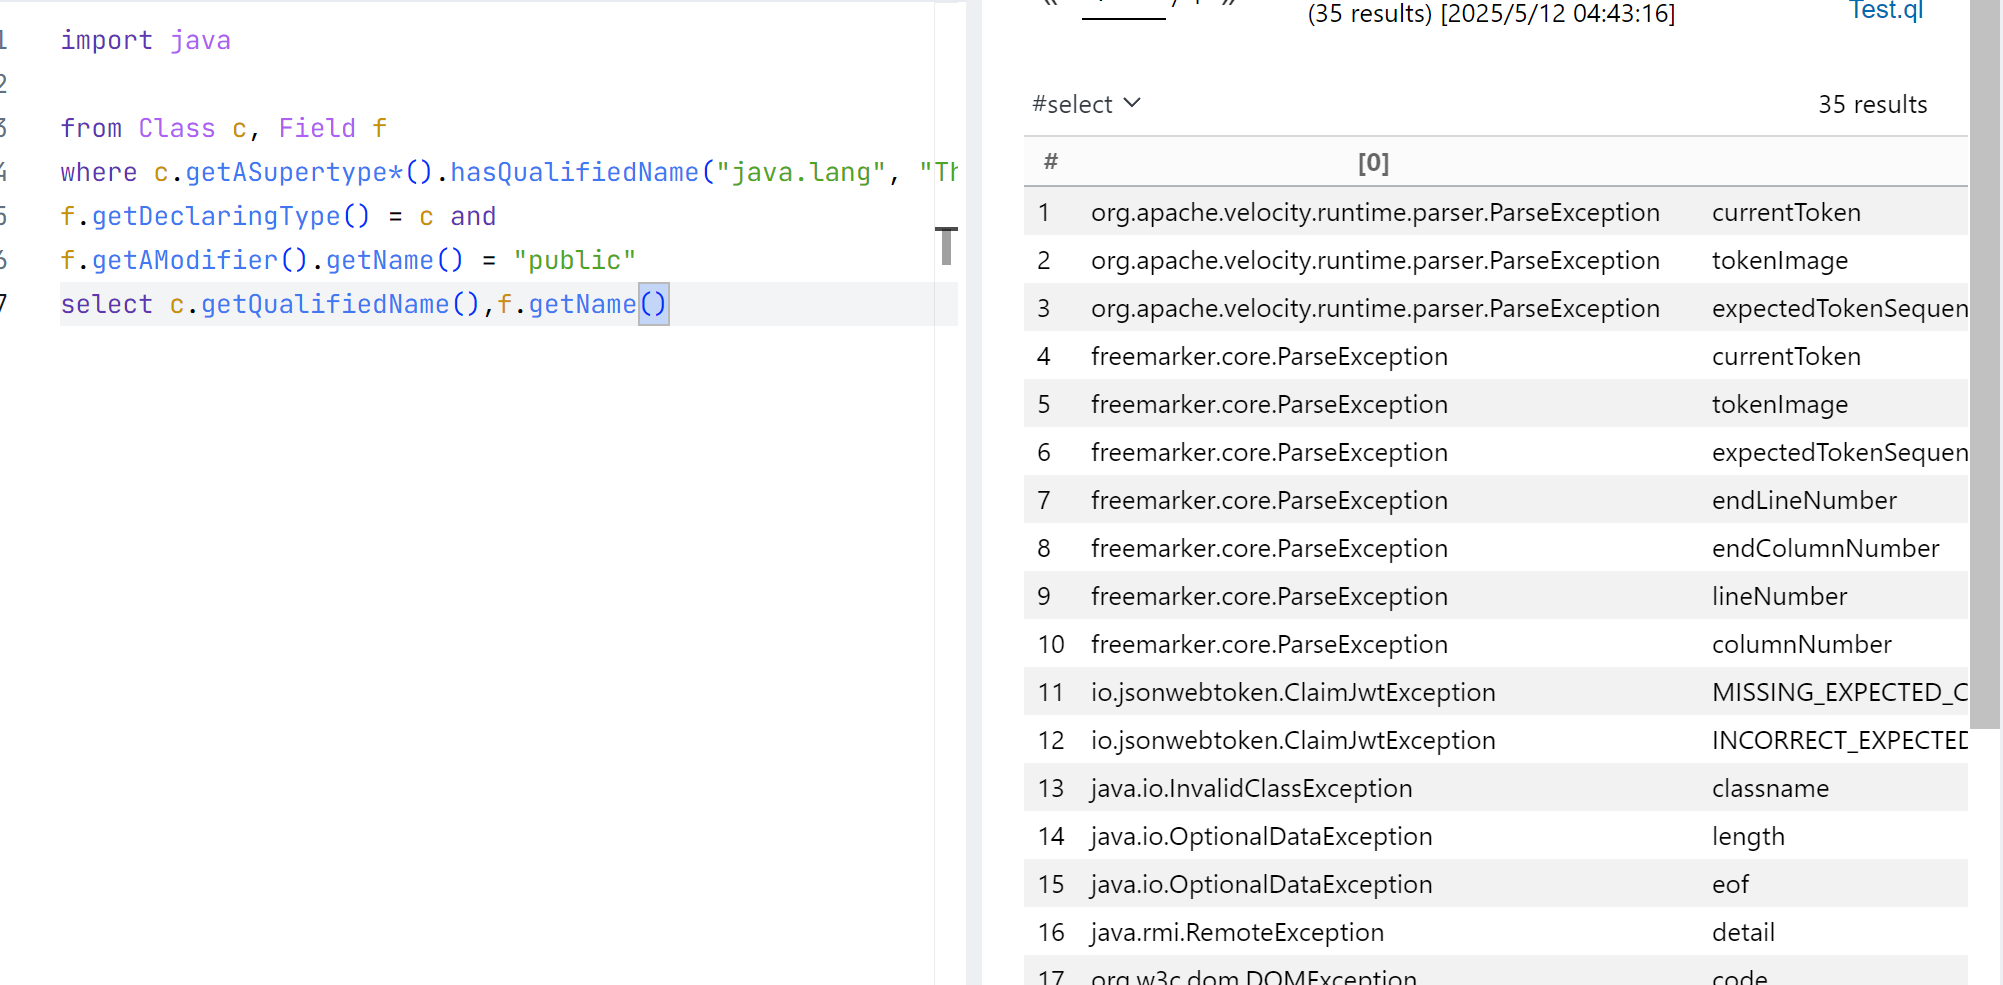 1 import java
2
3 from Class c, Field f
4 where c.getASupertype*().hasQualifiedName("java.lang", "Th
5 f.getDeclaringType() = c and
6 f.getAModifier().getName() = "public"
7 select c.getQualifiedName(),f.getName()
(35 results) [2025/5/12 04:43:16]
Test.ql
#select
35 results
# [0]
1 org.apache.velocity.runtime.parser.ParseException currentToken
2 org.apache.velocity.runtime.parser.ParseException tokenImage
3 org.apache.velocity.runtime.parser.ParseException expectedTokenSequen
4 freemarker.core.ParseException currentToken
5 freemarker.core.ParseException tokenImage
6 freemarker.core.ParseException expectedTokenSequen
7 freemarker.core.ParseException endLineNumber
8 freemarker.core.ParseException endColumnNumber
9 freemarker.core.ParseException lineNumber
10 freemarker.core.ParseException columnNumber
11 io.jsonwebtoken.ClaimJwtException MISSING_EXPECTED_C
12 io.jsonwebtoken.ClaimJwtException INCORRECT_EXPECTED
13 java.io.InvalidClassException classname
14 java.io.OptionalDataException length
15 java.io.OptionalDataException eof
16 java.rmi.RemoteException detail
17 org.w3c.dom.DOMException code